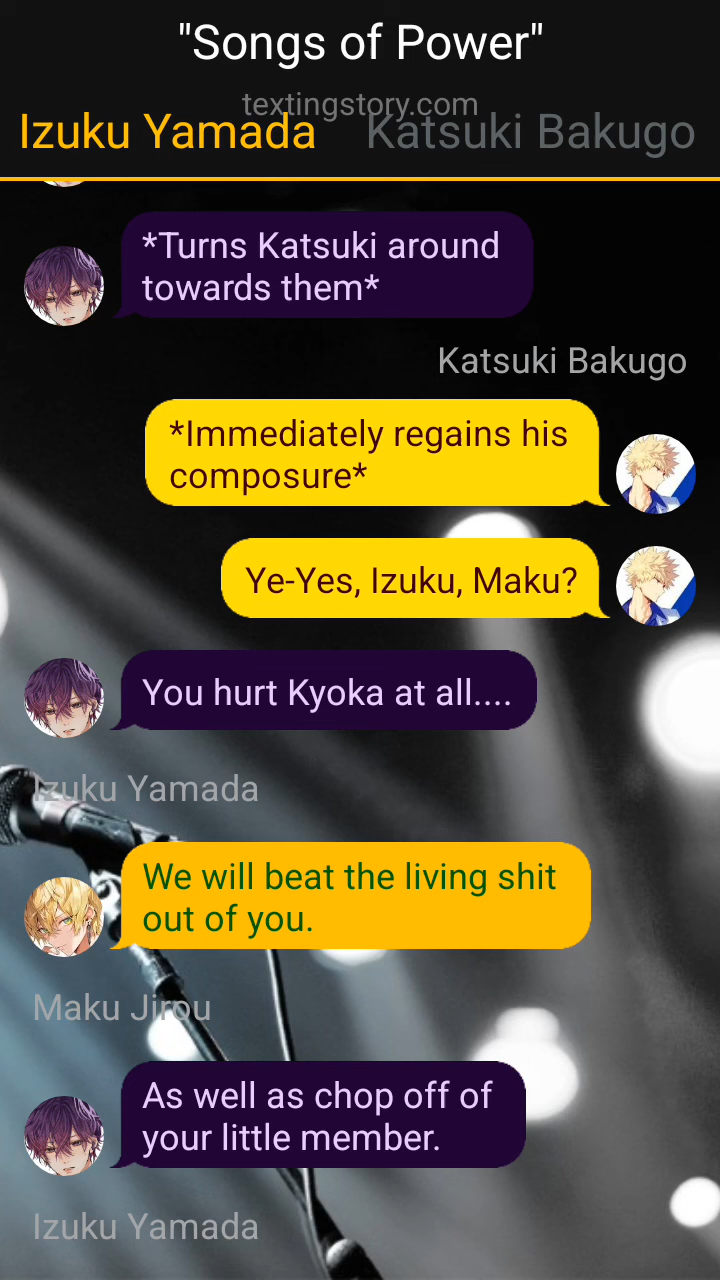 "Songs of Power"
textingstory.com
Izuku Yamada Katsuki Bakugo
*Turns Katsuki around
towards them*
Katsuki Bakugo
*Immediately regains his
composure*
Ye-Yes, Izuku, Maku?
You hurt Kyoka at all....
Izuku Yamada
We will beat the living shit
out of you.
Maku Jirou
As well as chop off of
your little member.
Izuku Yamada